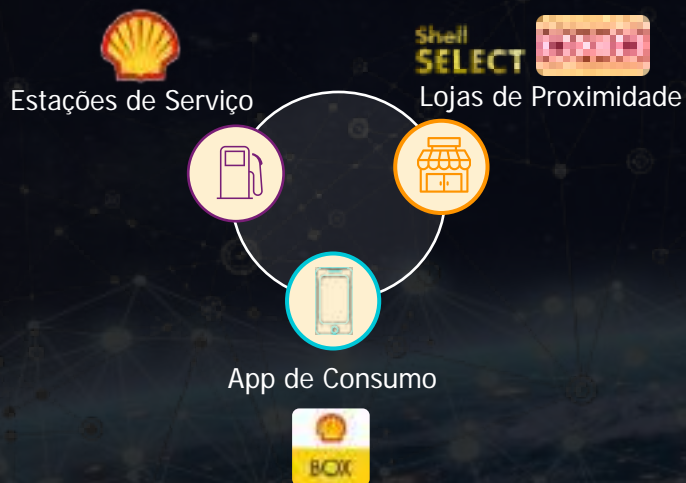 Shell
SELECT
Estações de Serviço
Lojas de Proximidade
App de Consumo
BOX